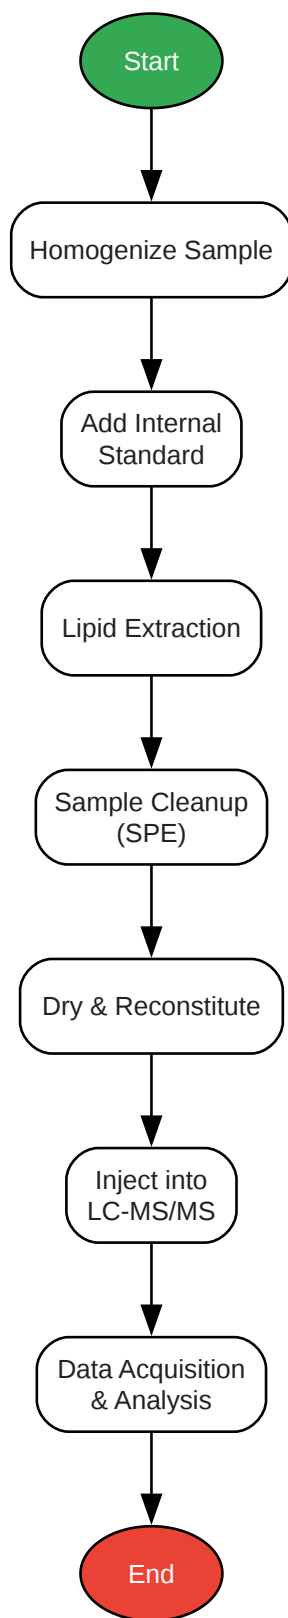 Start
Homogenize Sample
Add Internal
Standard
Lipid Extraction
Sample Cleanup
(SPE)
Dry & Reconstitute
Inject into
LC-MS/MS
Data Acquisition
& Analysis
End